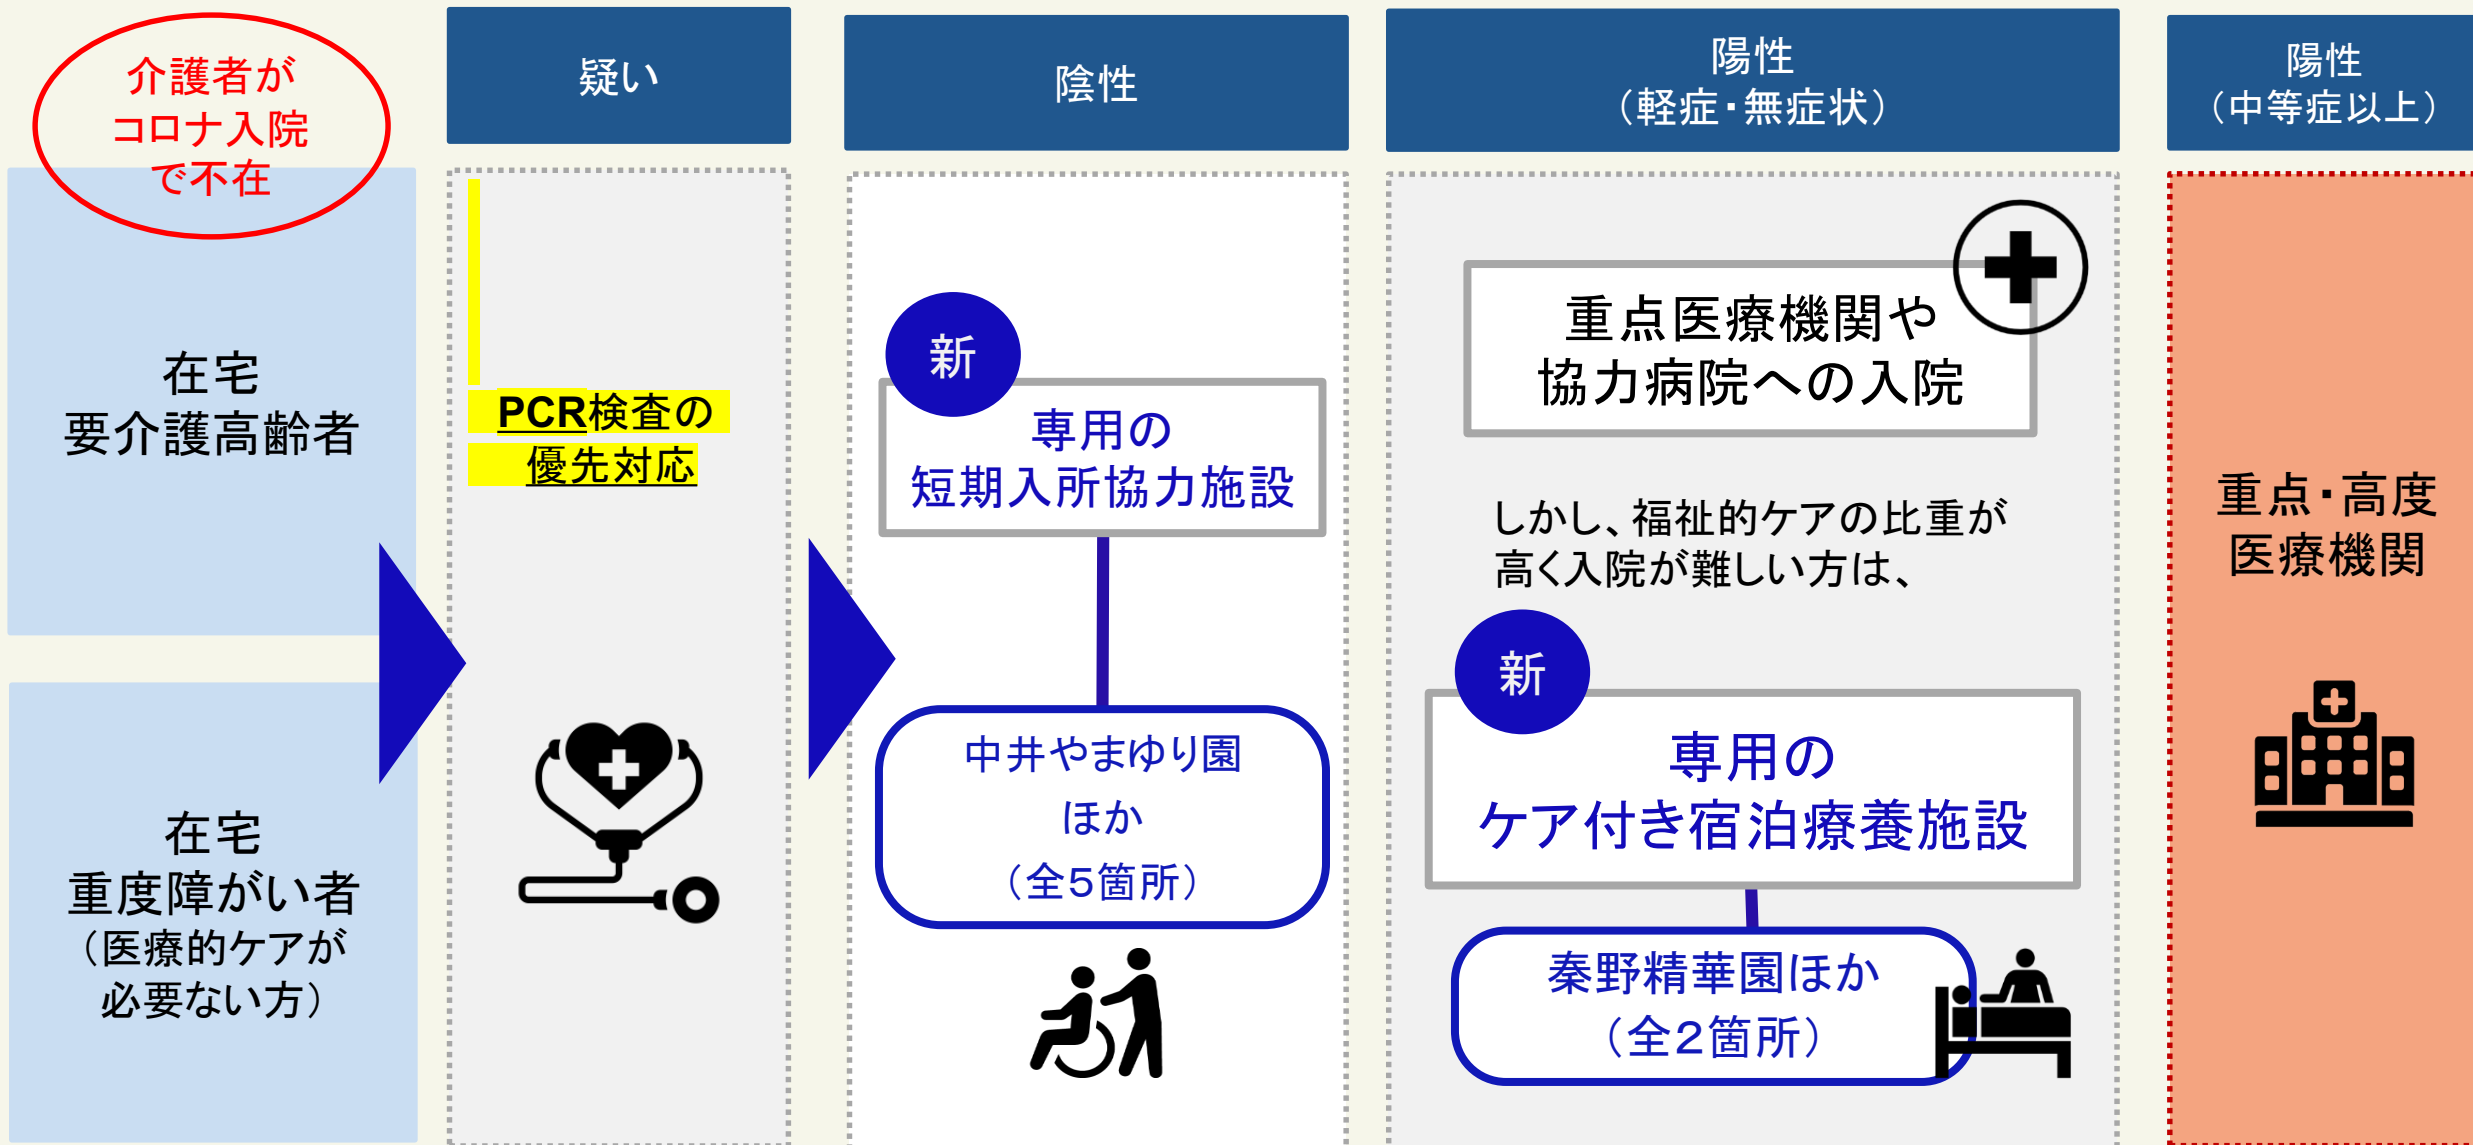 介護者が
コロナ入院
で不在
在宅
要介護高齢者
在宅
重度障がい者
（医療的ケアが
必要ない方）
疑い
PCR検査の
優先対応
陰性
新
専用の
短期入所協力施設
中井やまゆり園
ほか
（全5箇所）
陽性
（軽症・無症状）
重点医療機関や
協力病院への入院
しかし、福祉的ケアの比重が
高く入院が難しい方は、
新
専用の
ケア付き宿泊療養施設
秦野精華園ほか
（全2箇所）
陽性
（中等症以上）
重点・高度
医療機関